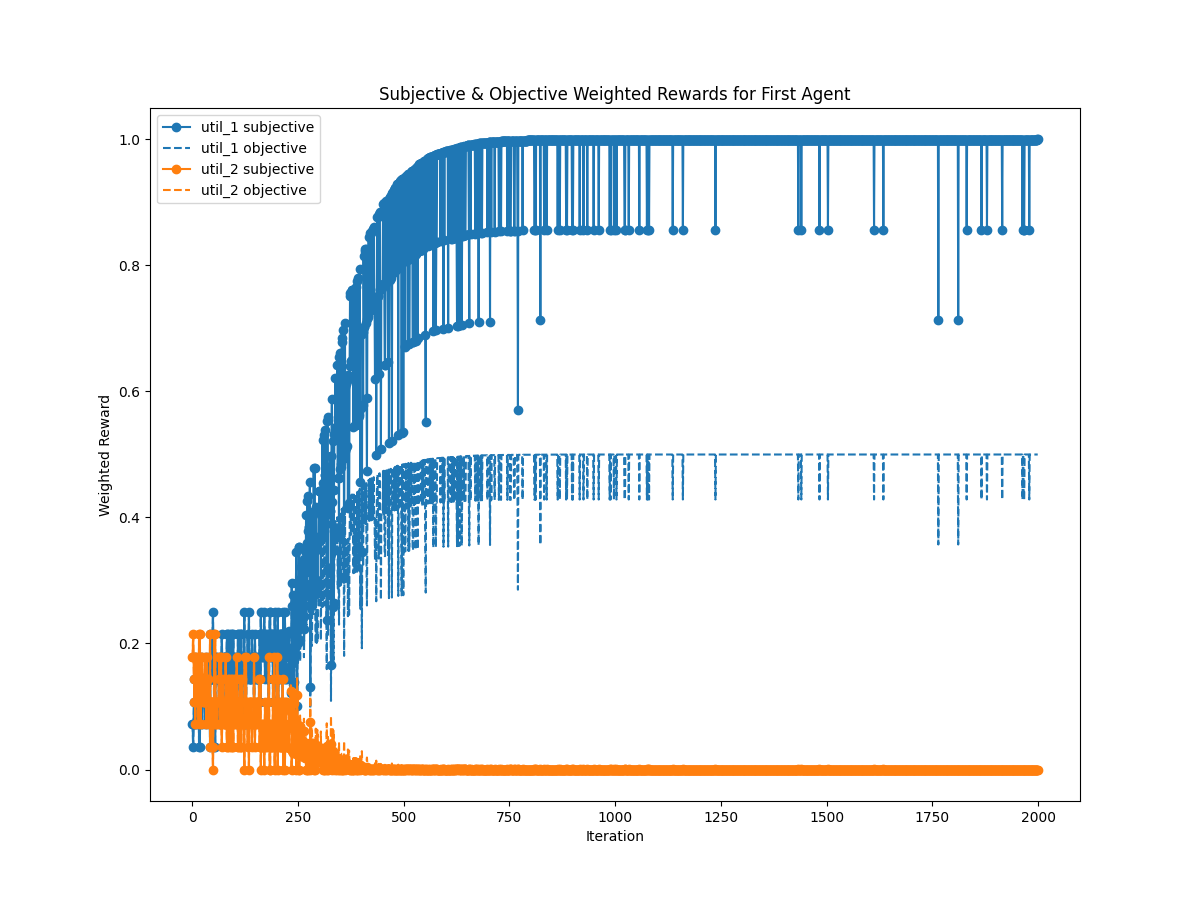 Subjective & Objective Weighted Rewards for First Agent
util_1 subjective
util_1 objective
util_2 subjective
util_2 objective
1.0
0.8
0.6
0.4
0.2
0.0
Weighted Reward
0 250 500 750 1000 1250 1500 1750 2000
Iteration